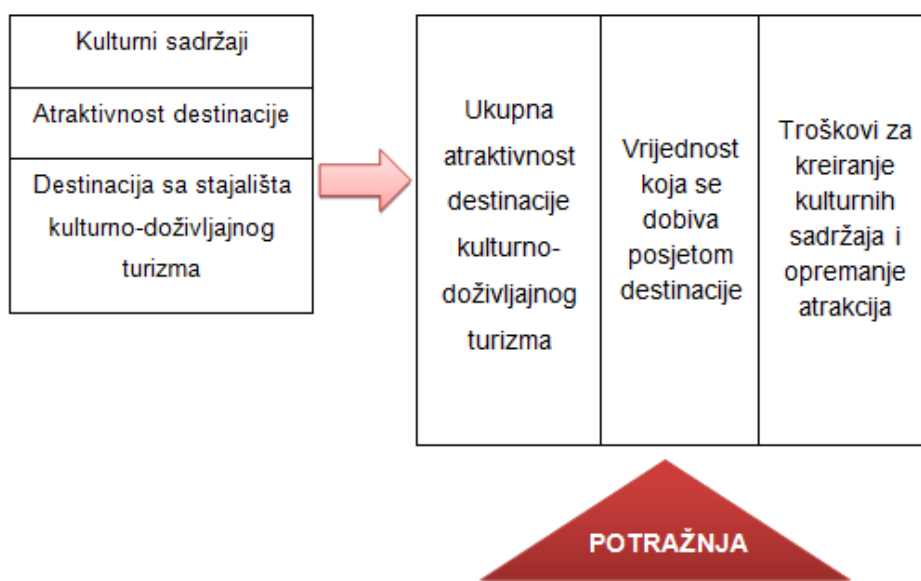 Kulturni sadržaji
Atraktivnost destinacije
Destinacija sa stajališta
kulturno-doživljajnog
turizma
Ukupna
atraktivnost
destinacije
kulturno-
doživljajnog
turizma
Vrijednost
koja se
dobiva
posjetom
destinacije
Troškovi za
kreiranje
kulturnih
sadržaja i
opremanje
atrakcija
POTRAŽNJA